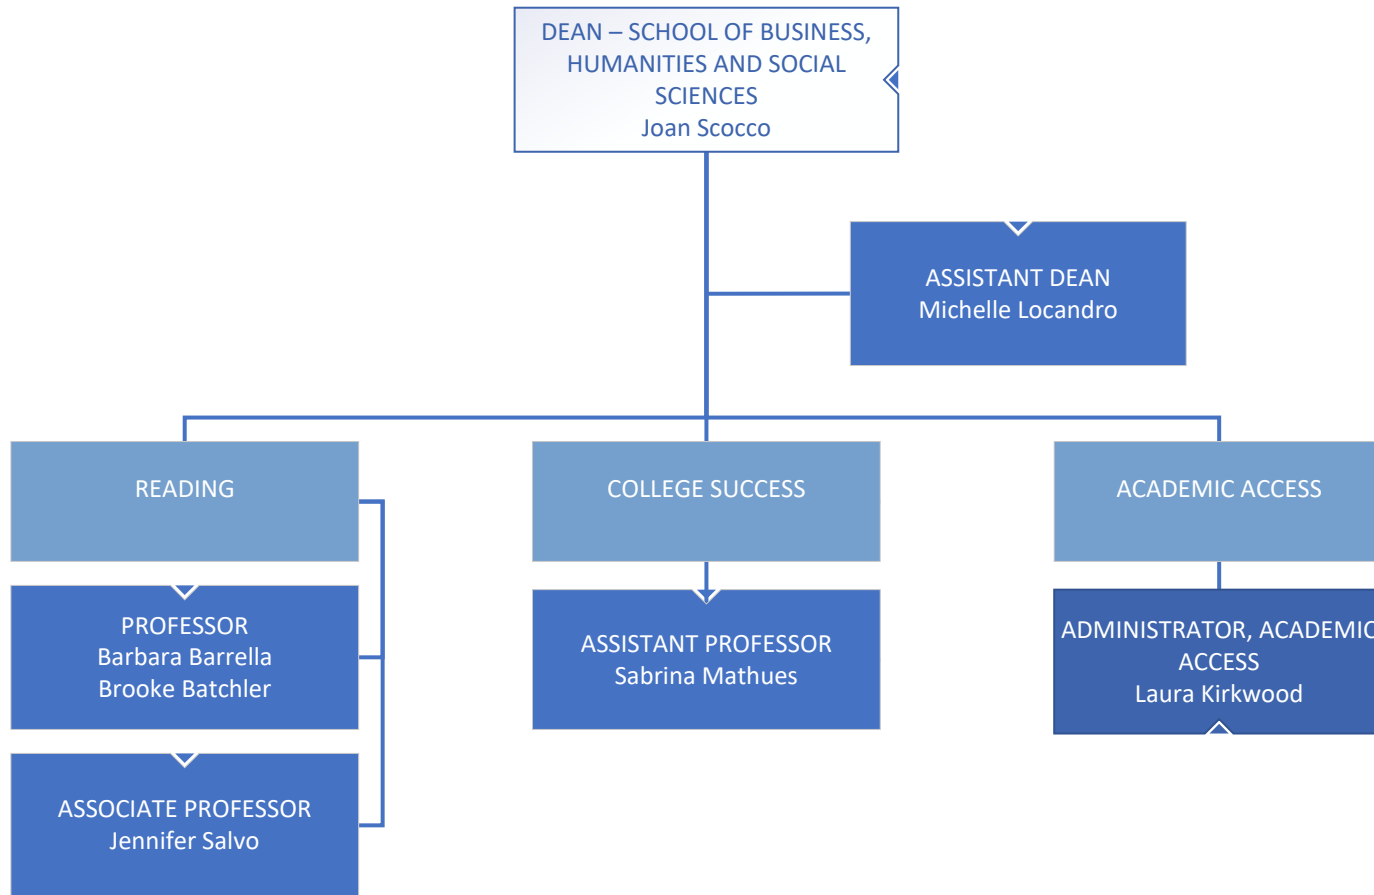 DEAN – SCHOOL OF BUSINESS,
HUMANITIES AND SOCIAL
SCIENCES
Joan Scocco
ASSISTANT DEAN
Michelle Locandro
READING
COLLEGE SUCCESS
ACADEMIC ACCESS
PROFESSOR
Barbara Barrella
Brooke Batchler
ASSISTANT PROFESSOR
Sabrina Mathues
ADMINISTRATOR, ACADEMIC
ACCESS
Laura Kirkwood
ASSOCIATE PROFESSOR
Jennifer Salvo